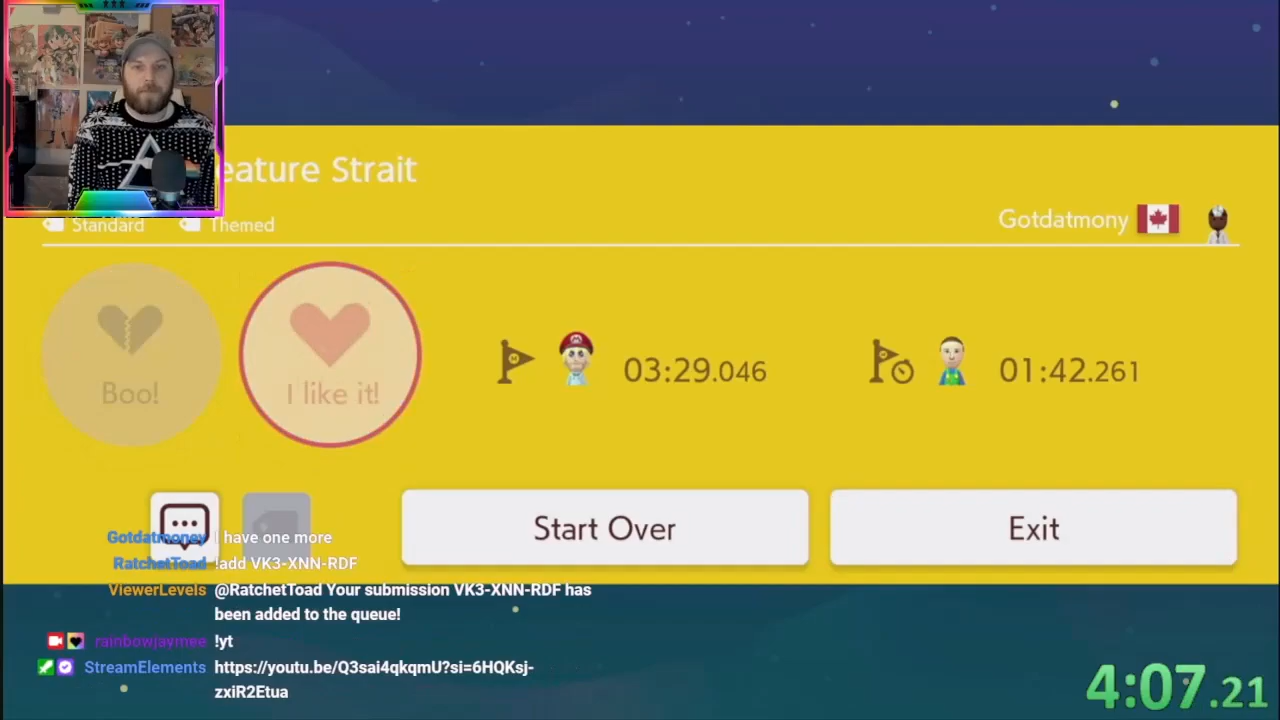 eature Strait
Standard Themed
Gotdatmony
Boo!
I like it!
03:29.046
01:42.261
Start Over
Exit
Gotdatmoney I have one more
RatchetToad !add VK3-XNN-RDF
ViewerLevels @RatchetToad Your submission VK3-XNN-RDF has
been added to the queue!
rainbowjaymee !yt
StreamElements https://youtu.be/Q3sai4qkqmU?si=6HQKsj-
zxiR2Etua
4:07.21